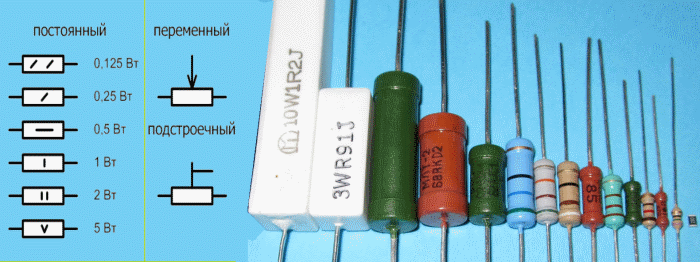 постоянный
0,125 Вт
0,25 Вт
0,5 Вт
1 Вт
2 Вт
5 Вт
переменный
подстроечный
10W1R2J
3WR91J
МЛТ-2
68RKD2
85